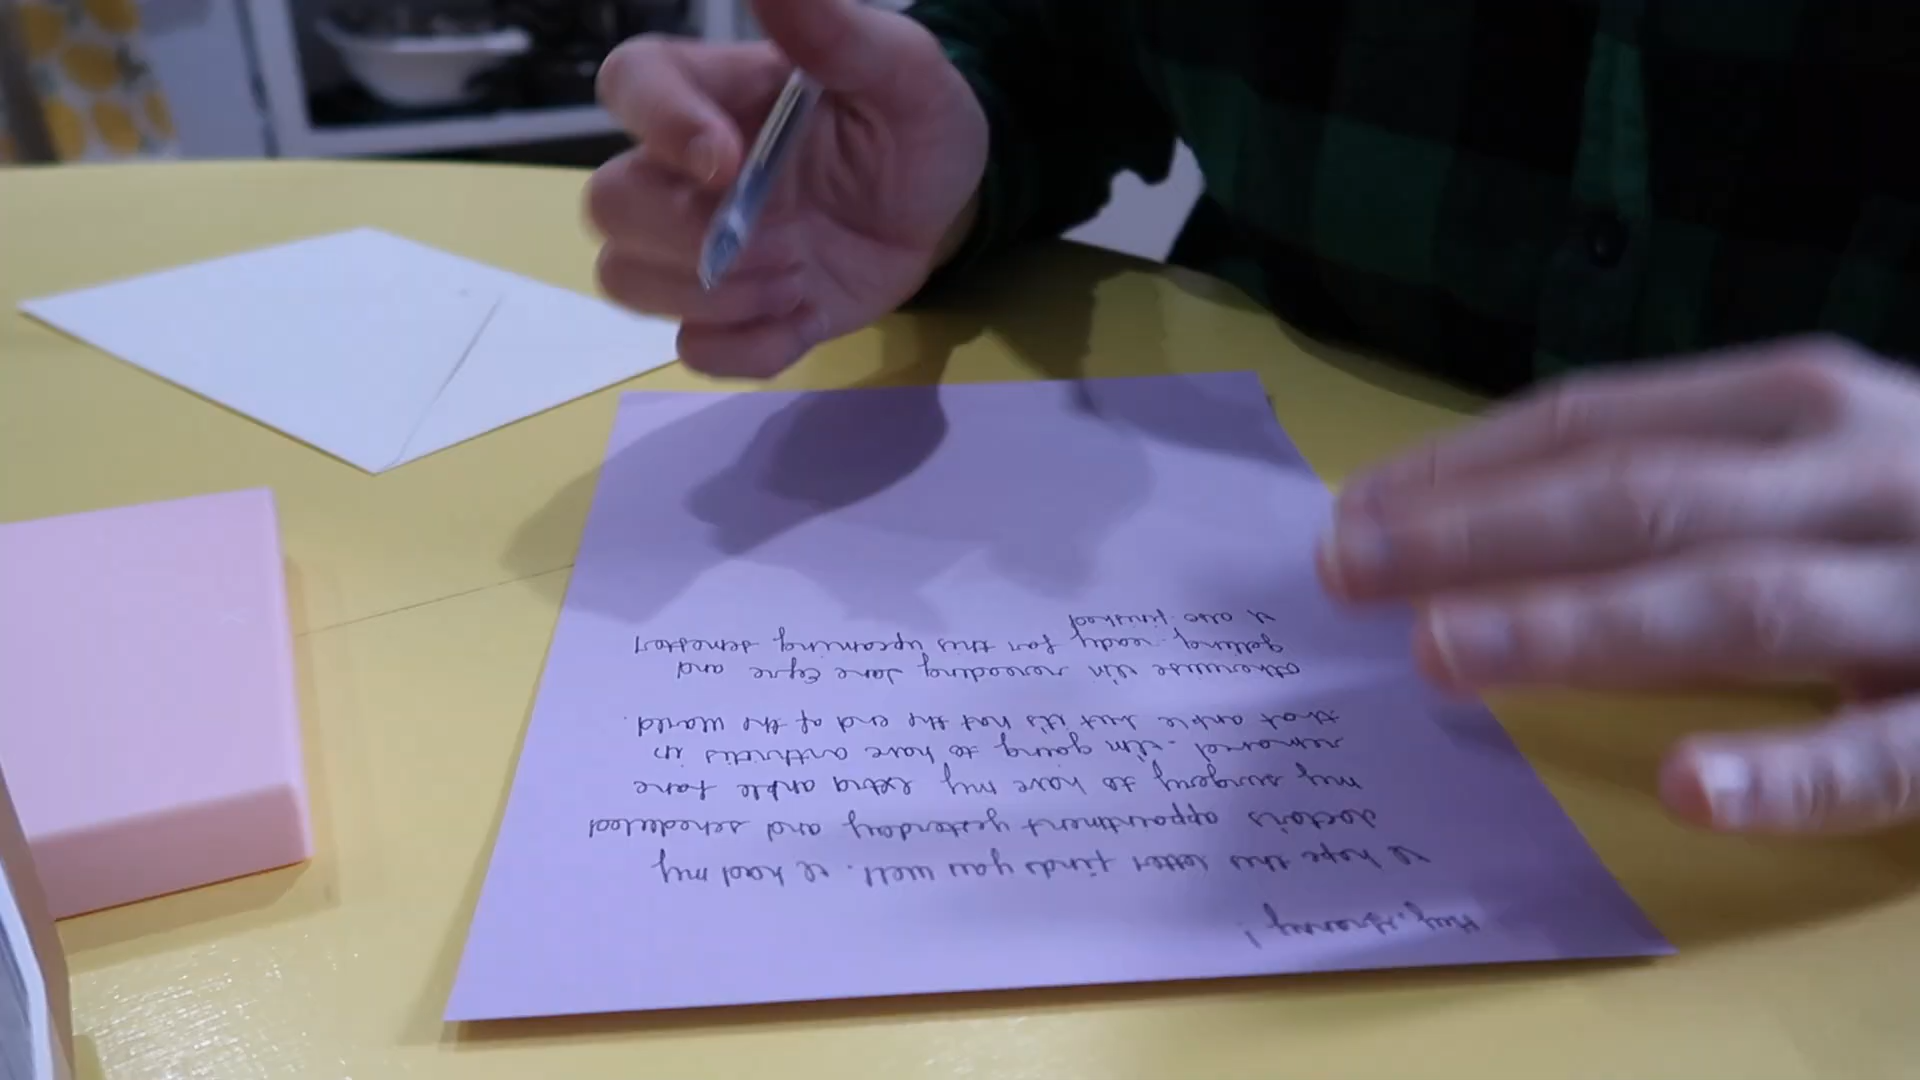 Hey, Granny!
I hope this letter finds you well. I had my
doctor's appointment yesterday and scheduled
my surgery to have my extra ankle bone
removed. I'm going to have arthritis in
that ankle but it's not the end of the world.
Otherwise I'm rereading Jane Eyre and
getting ready for this upcoming semester
I also finished